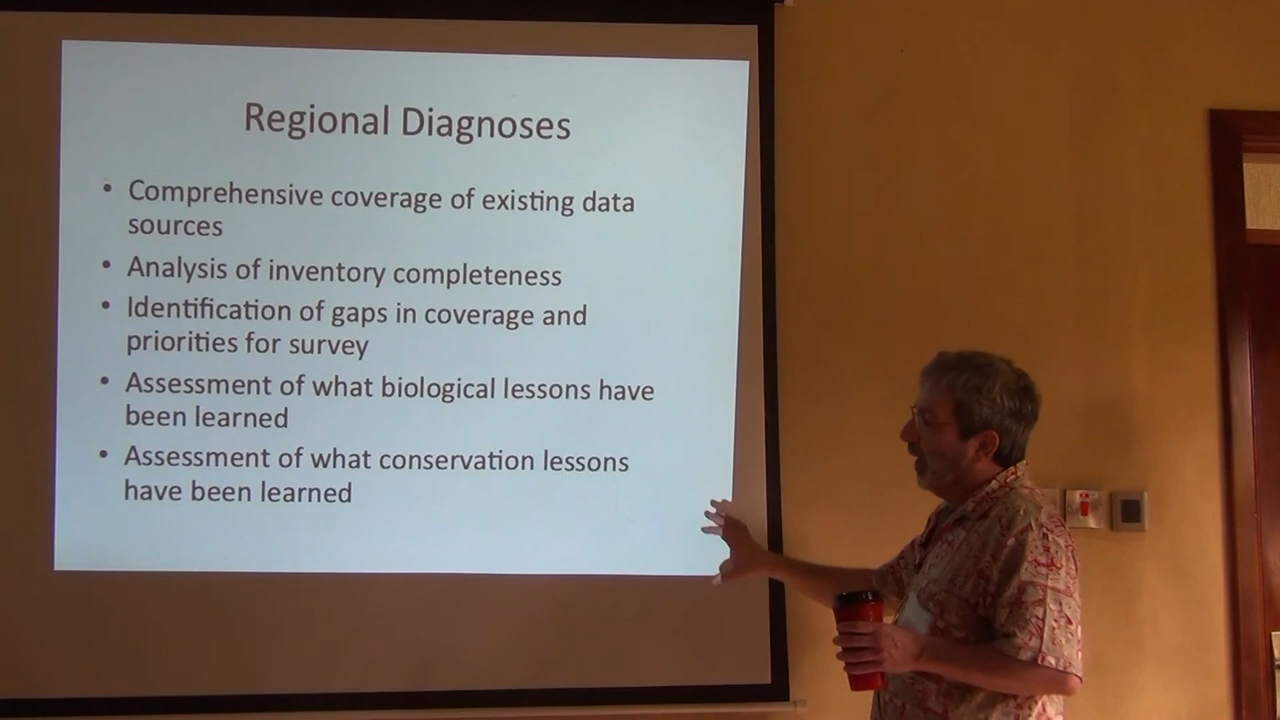 Regional Diagnoses
• Comprehensive coverage of existing data
sources
• Analysis of inventory completeness
• Identification of gaps in coverage and
priorities for survey
• Assessment of what biological lessons have
been learned
• Assessment of what conservation lessons
have been learned